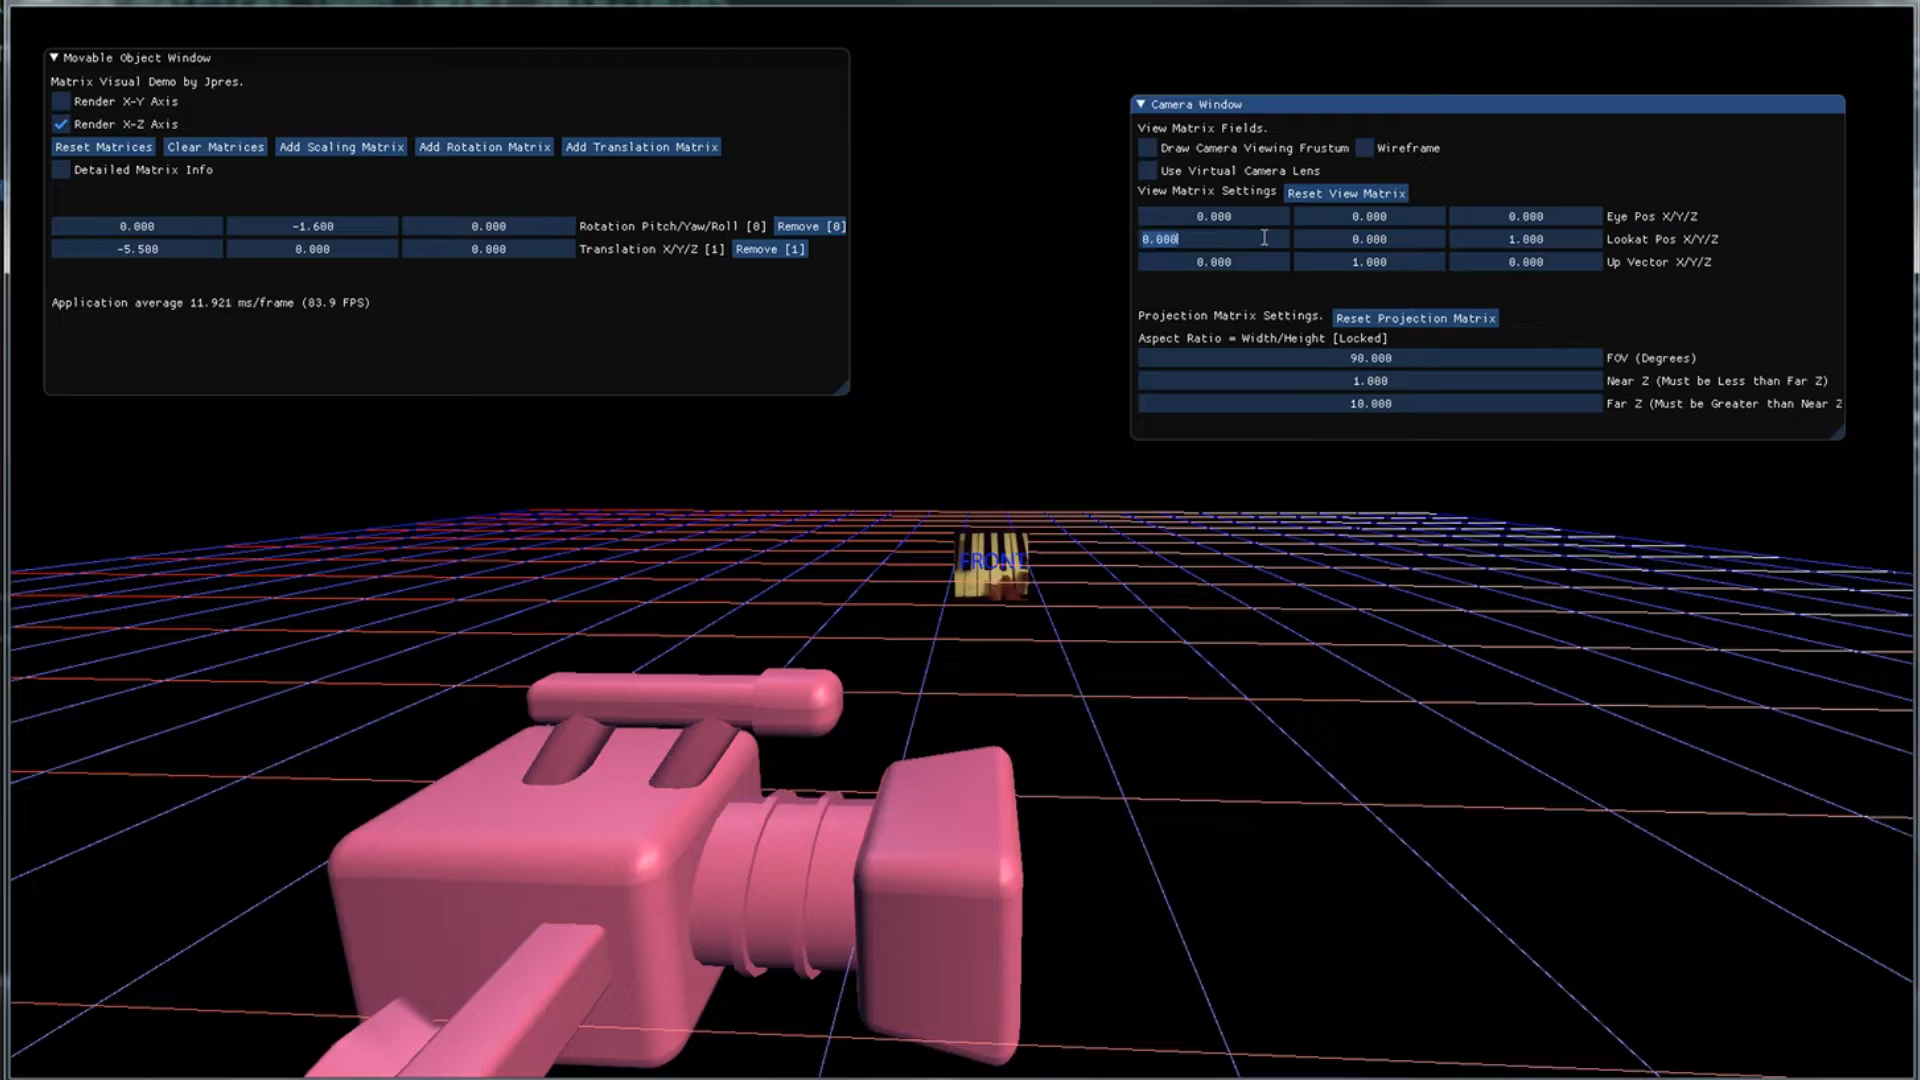 Movable Object Window
Matrix Visual Demo by Jpres.
Render X-Y Axis
Render X-Z Axis
Reset Matrices Clear Matrices Add Scaling Matrix Add Rotation Matrix Add Translation Matrix
Detailed Matrix Info
0.000 -1.600 0.000 Rotation Pitch/Yaw/Roll [0] Remove [0]
-5.500 0.000 0.000 Translation X/Y/Z [1] Remove [1]
Application average 11.921 ms/frame (83.9 FPS)
Camera Window
View Matrix Fields.
Draw Camera Viewing Frustum Wireframe
Use Virtual Camera Lens
View Matrix Settings Reset View Matrix
0.000 0.000 0.000 Eye Pos X/Y/Z
0.000 0.000 1.000 Lookat Pos X/Y/Z
0.000 1.000 0.000 Up Vector X/Y/Z
Projection Matrix Settings. Reset Projection Matrix
Aspect Ratio = Width/Height [Locked]
90.000 FOV (Degrees)
1.000 Near Z (Must be Less than Far Z)
10.000 Far Z (Must be Greater than Near Z
FRONT